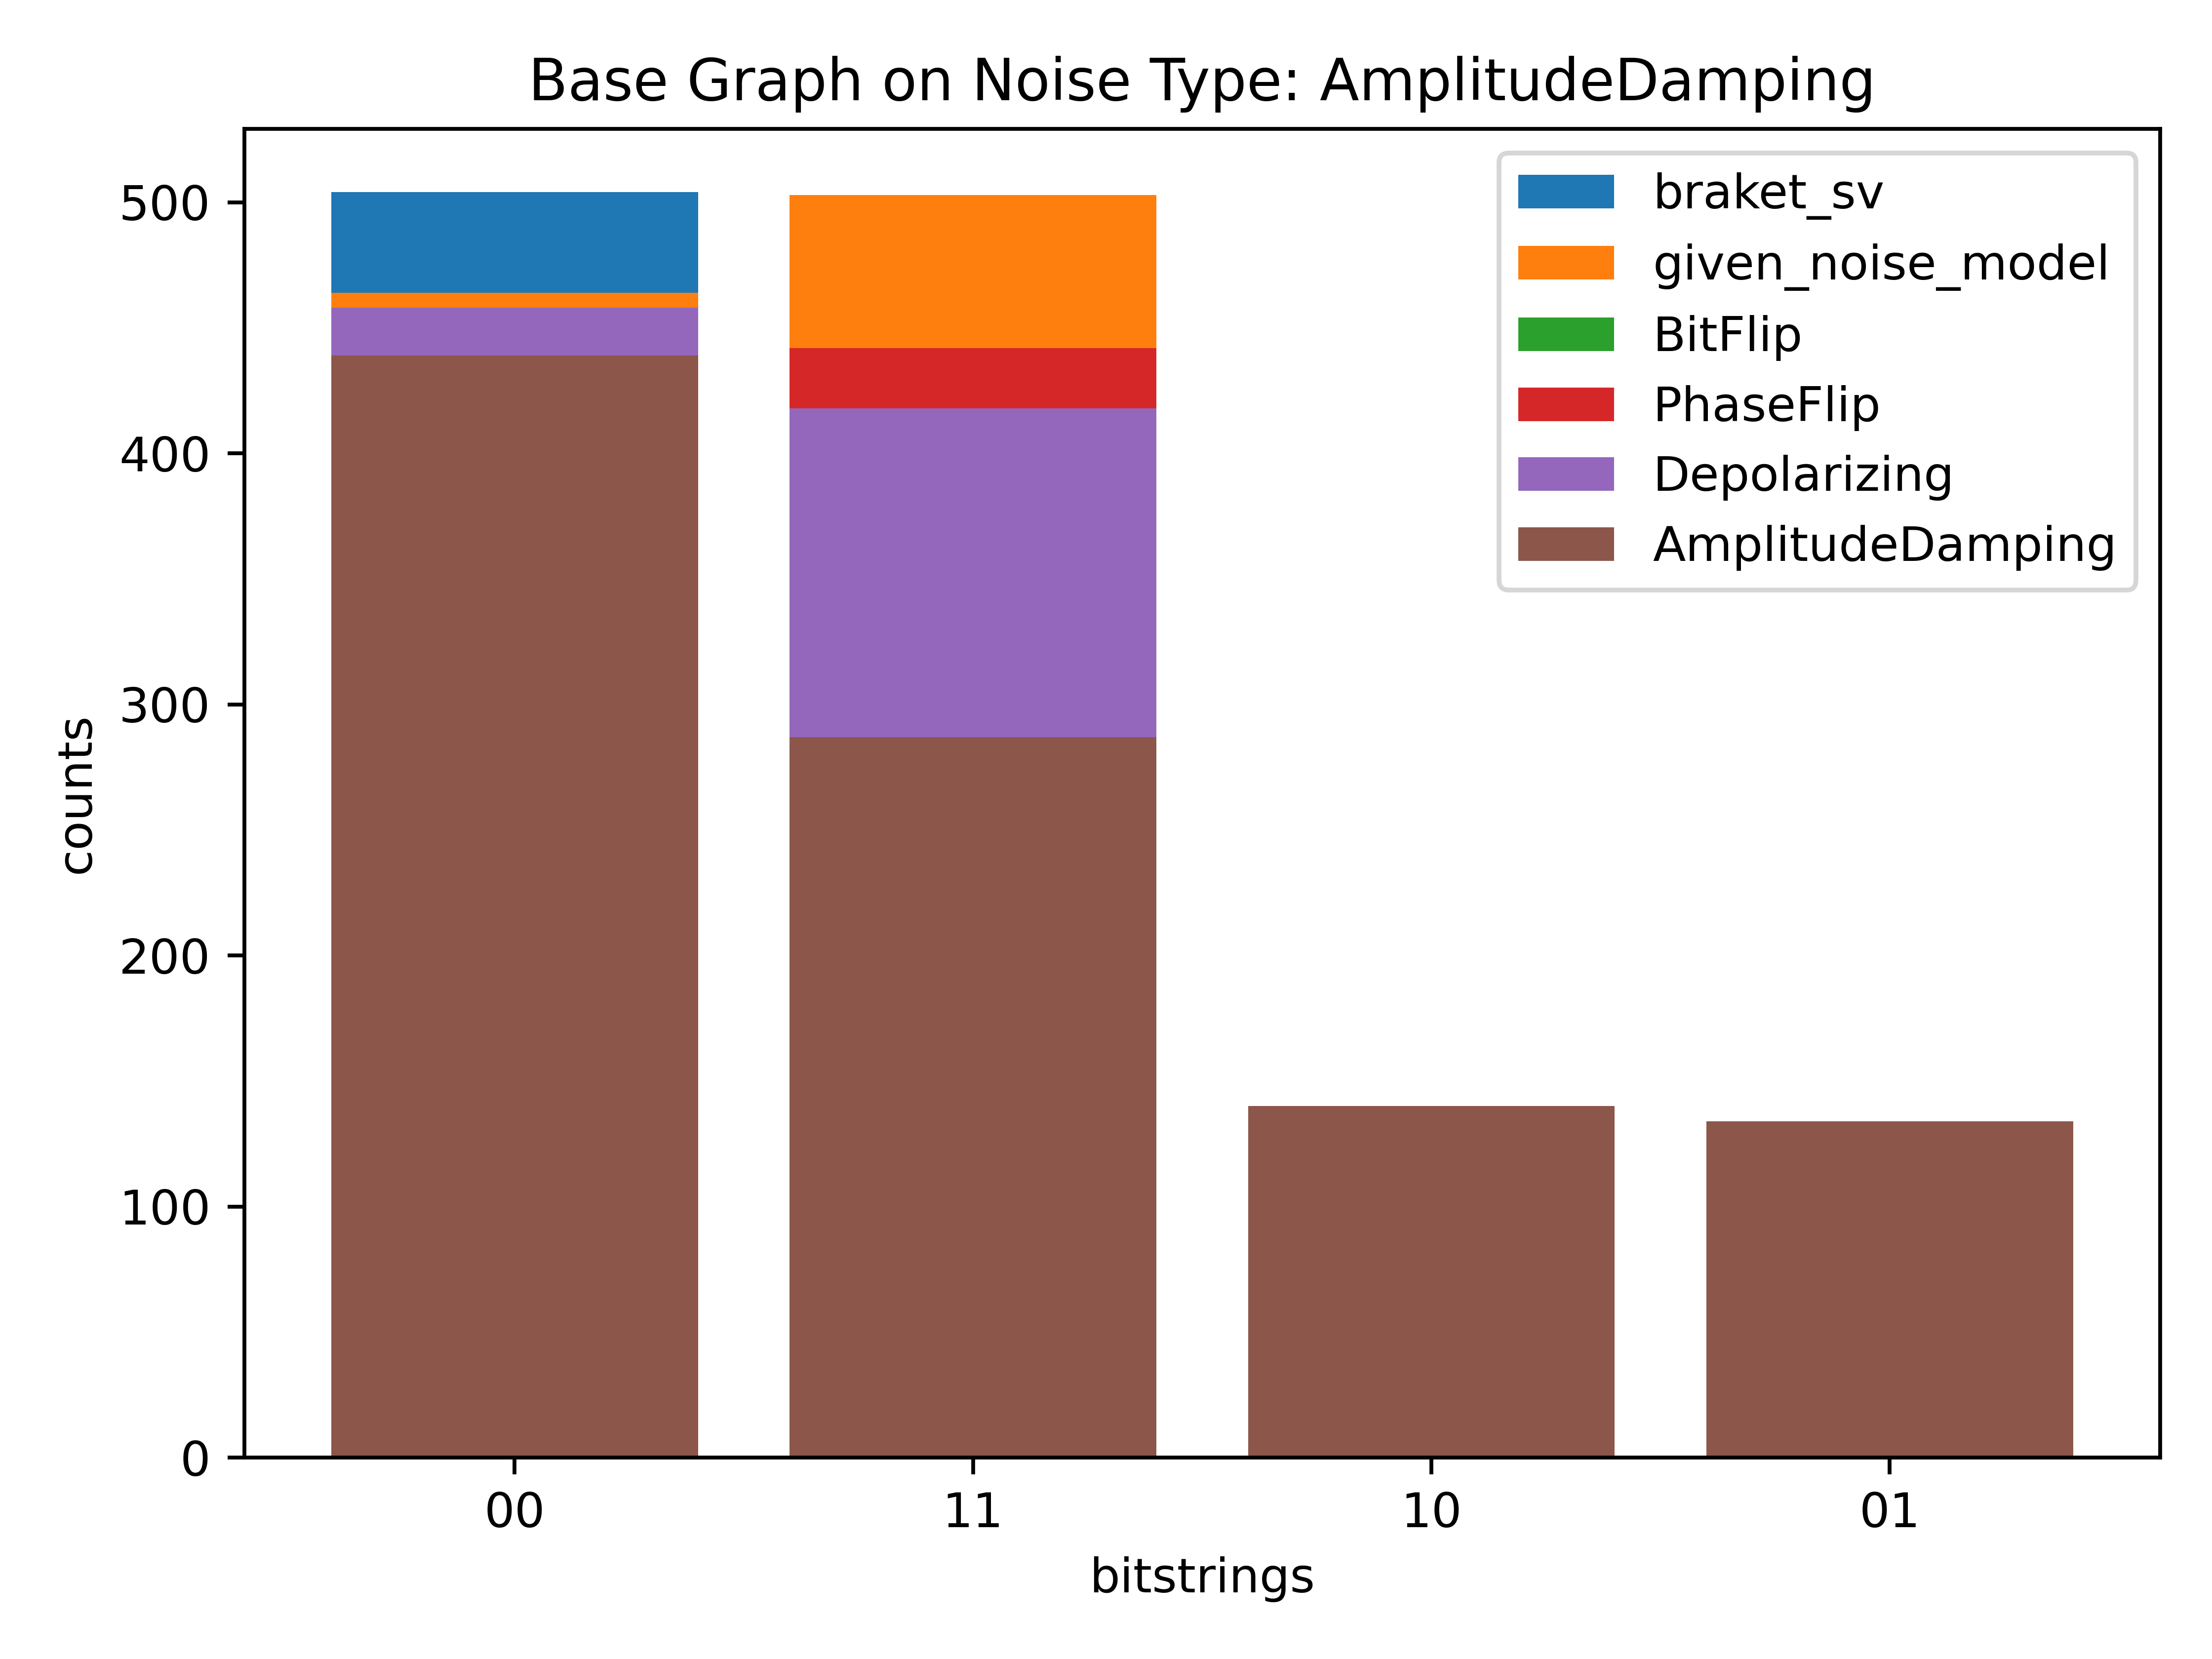 Base Graph on Noise Type: AmplitudeDamping
braket_sv
given_noise_model
BitFlip
PhaseFlip
Depolarizing
AmplitudeDamping
counts
500
400
300
200
100
0
00 11 10 01
bitstrings